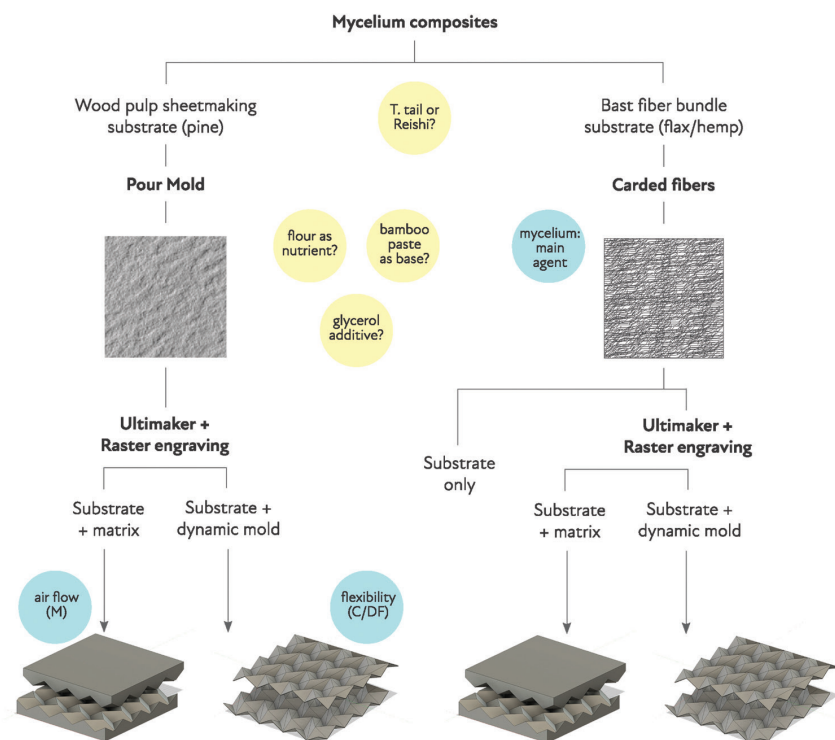 Mycelium composites
Wood pulp sheetmaking
substrate (pine)
T. tail or
Reishi?
Bast fiber bundle
substrate (flax/hemp)
Pour Mold
Carded fibers
flour as
nutrient?
bamboo
paste
as base?
mycelium:
main
agent
glycerol
additive?
Ultimaker +
Raster engraving
Ultimaker +
Raster engraving
Substrate
only
Substrate
+ matrix
Substrate +
dynamic mold
Substrate
+ matrix
Substrate +
dynamic mold
air flow
(M)
flexibility
(C/DF)